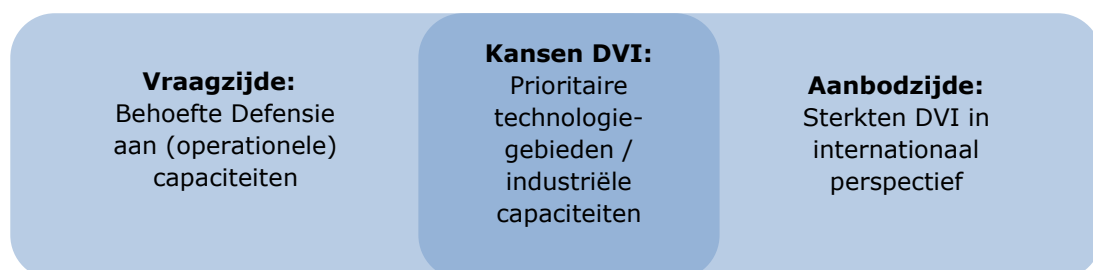 Vraagzijde:
Behoefte Defensie
aan (operationele)
capaciteiten
Kansen DVI:
Prioritaire
technologie-
gebieden /
industriële
capaciteiten
Aanbodzijde:
Sterkten DVI in
internationaal
perspectief